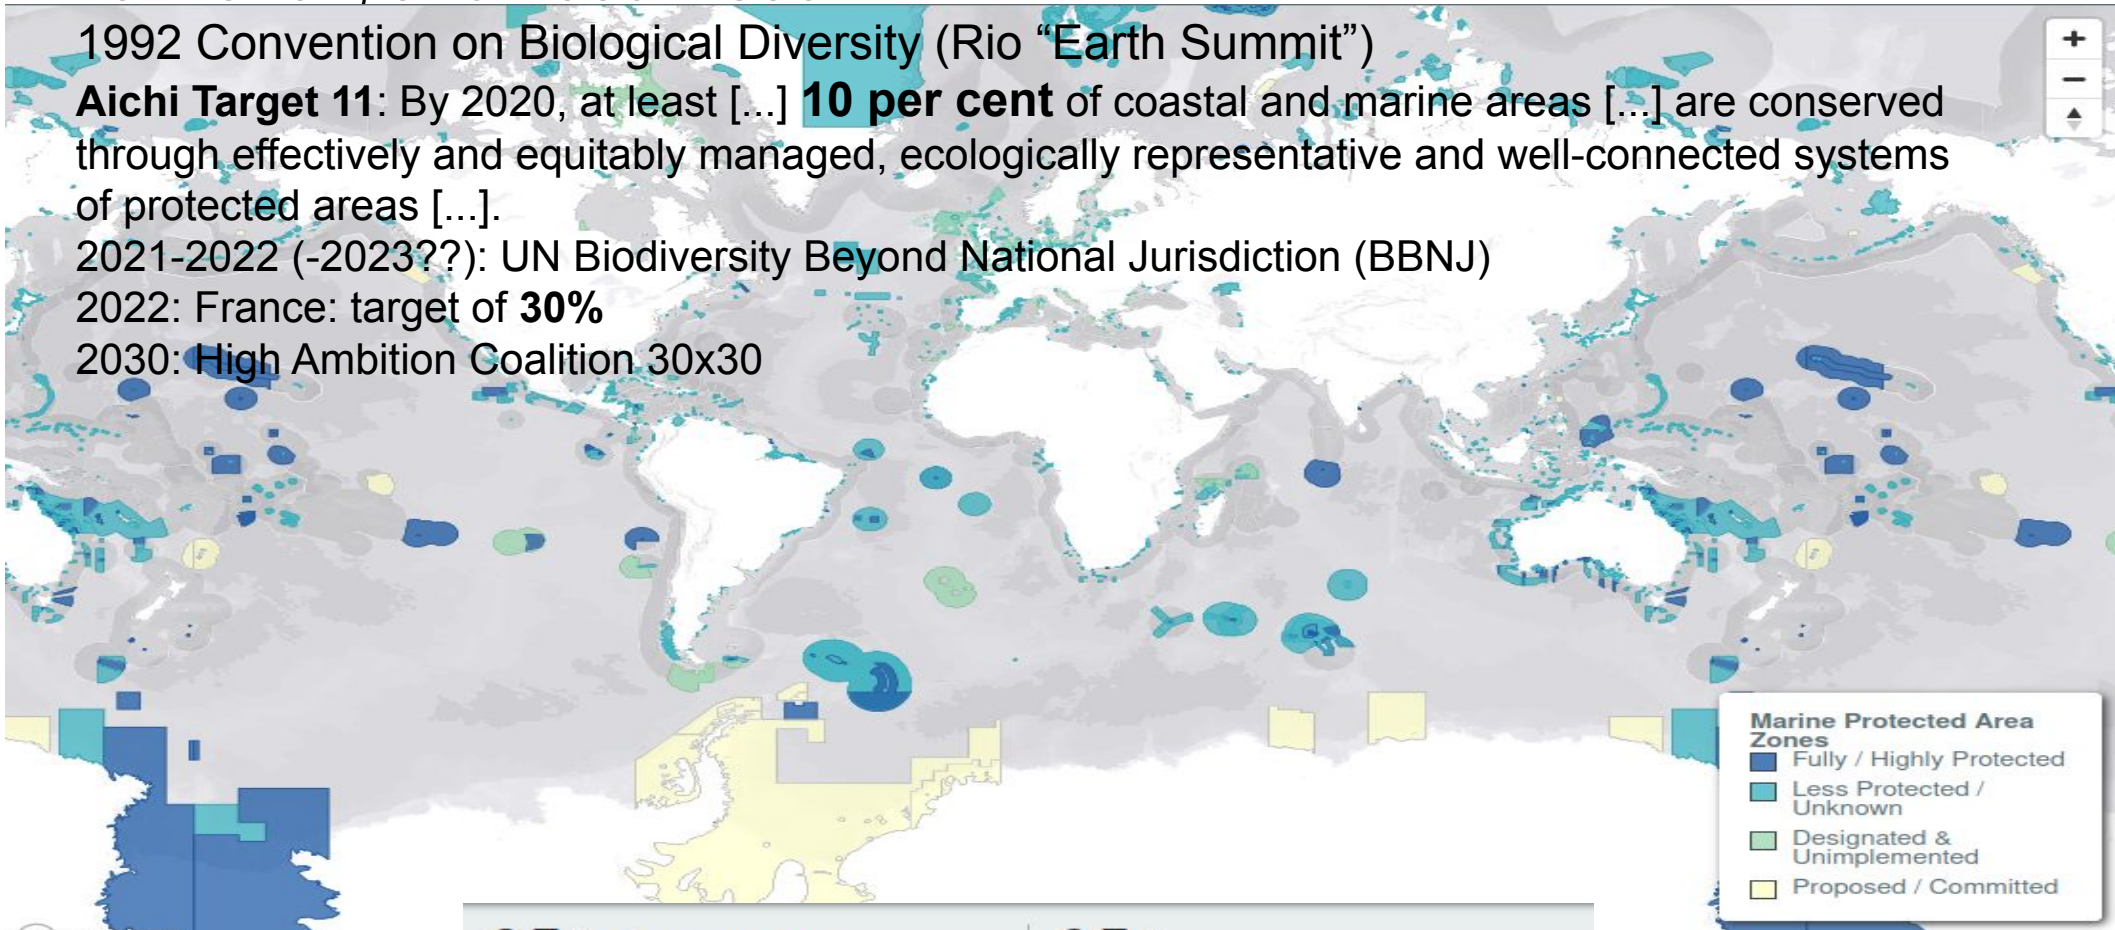 1992 Convention on Biological Diversity (Rio “Earth Summit”)
Aichi Target 11: By 2020, at least [...] 10 per cent of coastal and marine areas [...] are conserved
through effectively and equitably managed, ecologically representative and well-connected systems
of protected areas [...].
2021-2022 (-2023??): UN Biodiversity Beyond National Jurisdiction (BBNJ)
2022: France: target of 30%
2030: High Ambition Coalition 30x30
+
−
Marine Protected Area
Zones
Fully / Highly Protected
Less Protected /
Unknown
Designated &
Unimplemented
Proposed / Committed